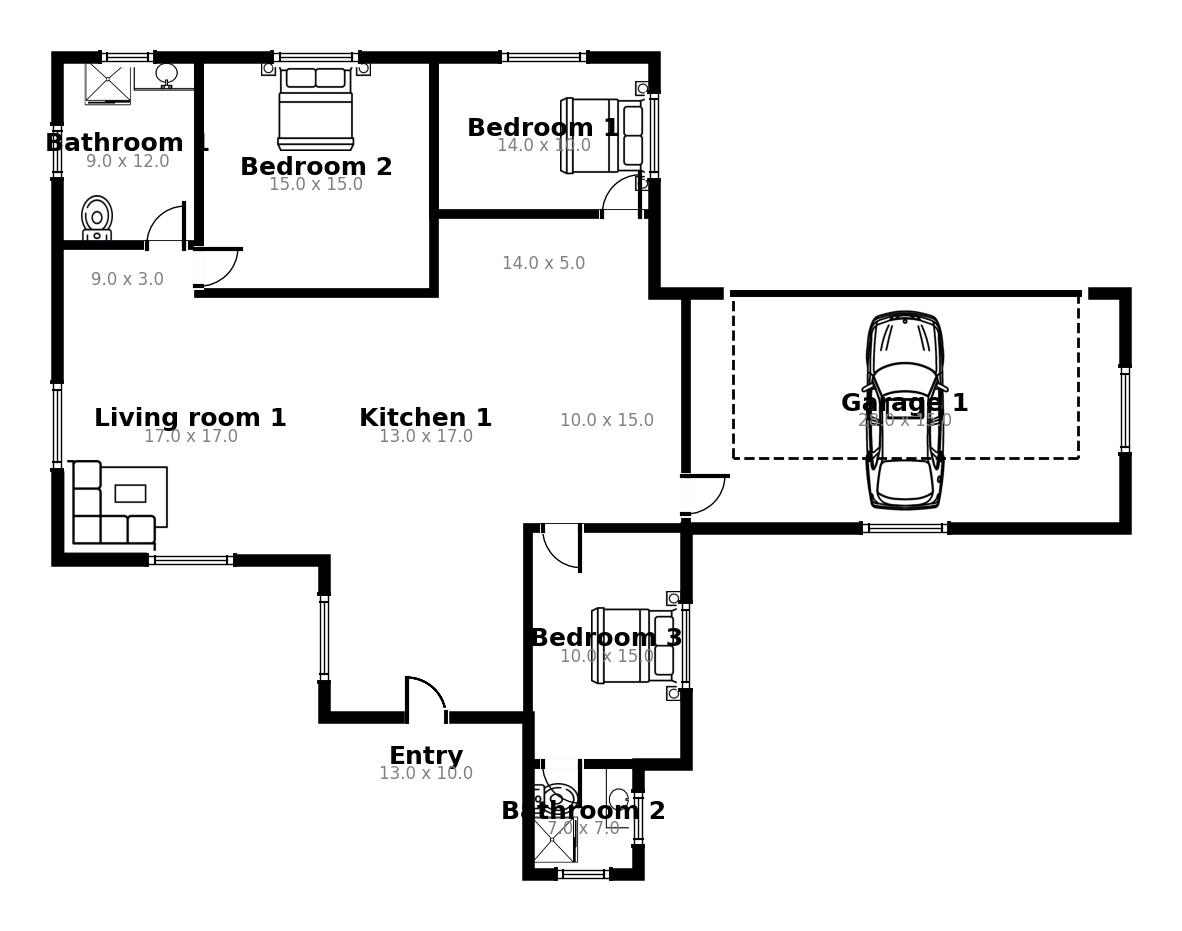 Bathroom 1
9.0 x 12.0
Bedroom 2
15.0 x 15.0
Bedroom 1
14.0 x 10.0
9.0 x 3.0
14.0 x 5.0
Living room 1
17.0 x 17.0
Kitchen 1
13.0 x 17.0
10.0 x 15.0
Garage 1
28.0 x 15.0
Bedroom 3
10.0 x 15.0
Entry
13.0 x 10.0
Bathroom 2
7.0 x 7.0